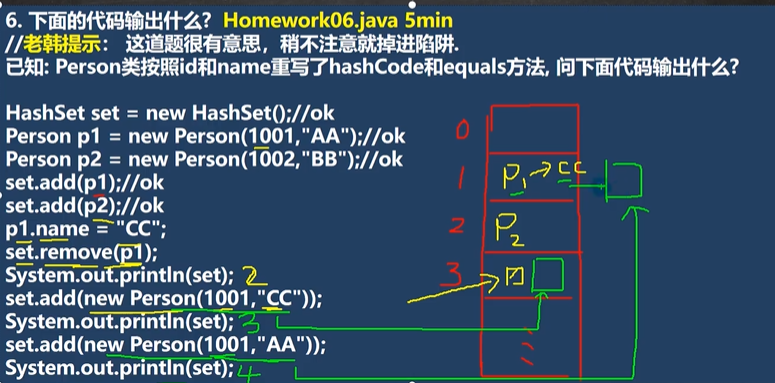 6. 下面的代码输出什么? Homework06.java 5min
//老韩提示： 这道题很有意思，稍不注意就掉进陷阱.
已知: Person类按照id和name重写了hashCode和equals方法, 问下面代码输出什么?
HashSet set = new HashSet();//ok
Person p1 = new Person(1001,"AA");//ok
Person p2 = new Person(1002,"BB");//ok
set.add(p1);//ok
set.add(p2);//ok
p1.name = "CC";
set.remove(p1);
System.out.println(set); 2
set.add(new Person(1001,"CC"));
System.out.println(set); 3
set.add(new Person(1001,"AA"));
System.out.println(set); 4
0
1 P1→CC
2 P2
3